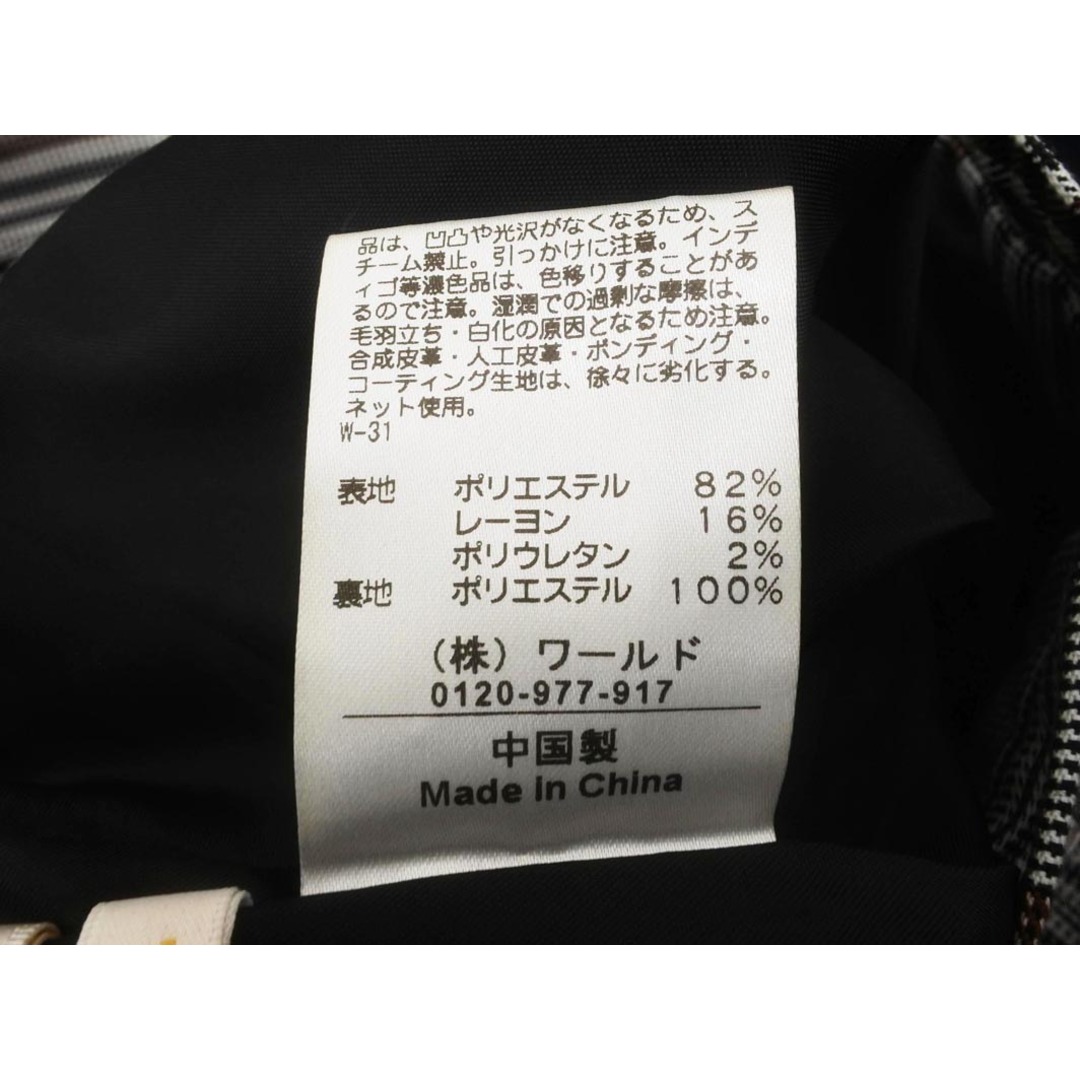 品は、凹凸や光沢がなくなるため、ス
チーム禁止。引っかけに注意。インデ
ィゴ等濃色品は、色移りすることがあ
るので注意。湿潤での過剰な摩擦は、
毛羽立ち・白化の原因となるため注意。
合成皮革・人工皮革・ボンディング・
コーティング生地は、徐々に劣化する。
ネット使用。
W-31
表地 ポリエステル 82%
レーヨン 16%
ポリウレタン 2%
裏地 ポリエステル 100%
(株)ワールド
0120-977-917
中国製
Made in China